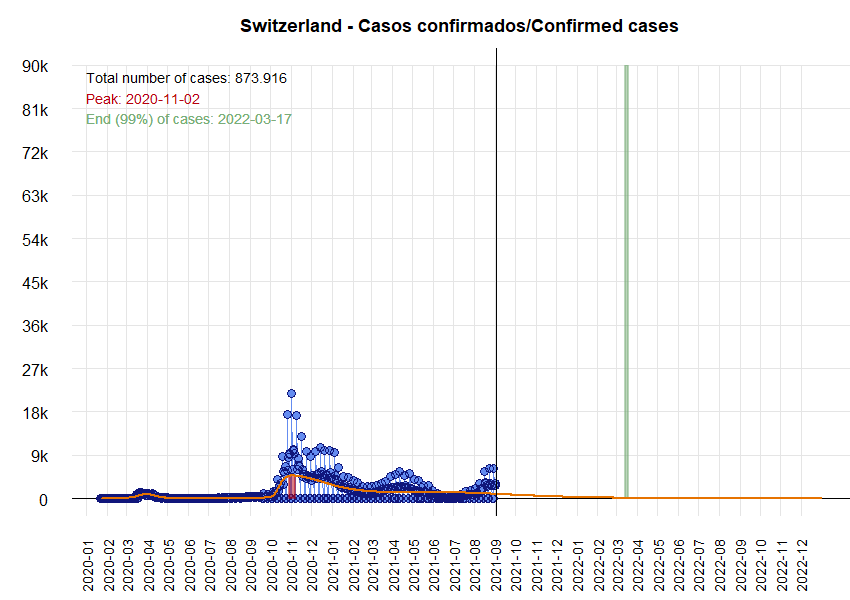 Switzerland - Casos confirmados/Confirmed cases
90k
Total number of cases: 873.916
Peak: 2020-11-02
End (99%) of cases: 2022-03-17
81k
72k
63k
54k
45k
36k
27k
18k
9k
0
2020-01
2020-02
2020-03
2020-04
2020-05
2020-06
2020-07
2020-08
2020-09
2020-10
2020-11
2020-12
2021-01
2021-02
2021-03
2021-04
2021-05
2021-06
2021-07
2021-08
2021-09
2021-10
2021-11
2021-12
2022-01
2022-02
2022-03
2022-04
2022-05
2022-06
2022-07
2022-08
2022-09
2022-10
2022-11
2022-12